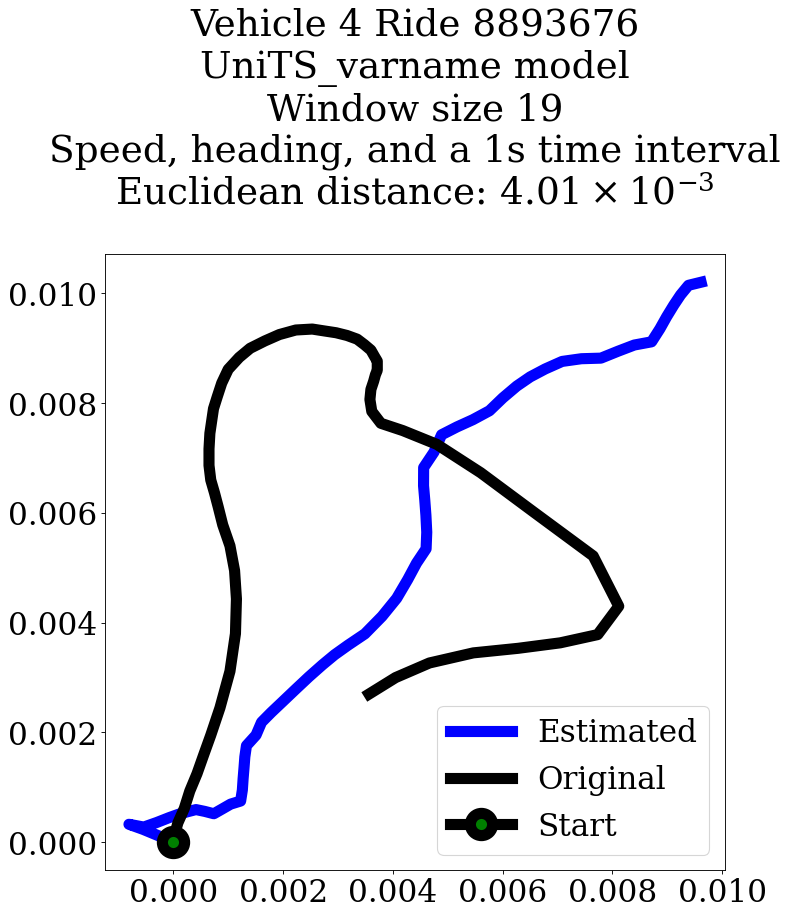 Vehicle 4 Ride 8893676
UniTS_varname model
Window size 19
Speed, heading, and a 1s time interval
Euclidean distance: 4.01 × 10⁻³
0.010
0.008
0.006
0.004
0.002
0.000
Estimated
Original
Start
0.000 0.002 0.004 0.006 0.008 0.010